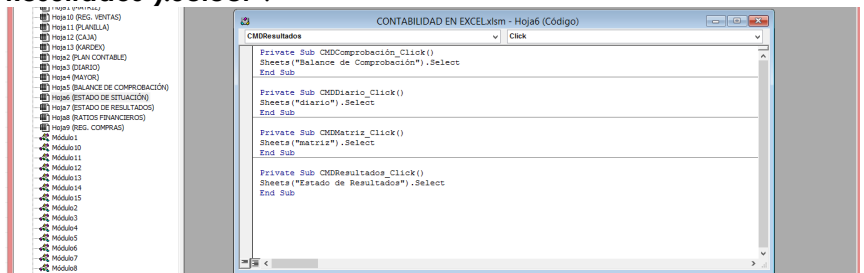 Hoja10 (REG. VENTAS)
Hoja11 (PLANILLA)
Hoja12 (CAJA)
Hoja13 (KARDEX)
Hoja2 (PLAN CONTABLE)
Hoja3 (DIARIO)
Hoja4 (MAYOR)
Hoja5 (BALANCE DE COMPROBACIÓN)
Hoja6 (ESTADO DE SITUACIÓN)
Hoja7 (ESTADO DE RESULTADOS)
Hoja8 (RATIOS FINANCIEROS)
Hoja9 (REG. COMPRAS)
Módulo1
Módulo10
Módulo11
Módulo12
Módulo13
Módulo14
Módulo15
Módulo2
Módulo3
Módulo4
Módulo5
Módulo6
Módulo7
Módulo8
CONTABILIDAD EN EXCEL.xlsm - Hoja6 (Código)
CMDResultados
Click
Private Sub CMDComprobación_Click()
Sheets("Balance de Comprobación").Select
End Sub
Private Sub CMDDiario_Click()
Sheets("diario").Select
End Sub
Private Sub CMDMatriz_Click()
Sheets("matriz").Select
End Sub
Private Sub CMDResultados_Click()
Sheets("Estado de Resultados").Select
End Sub